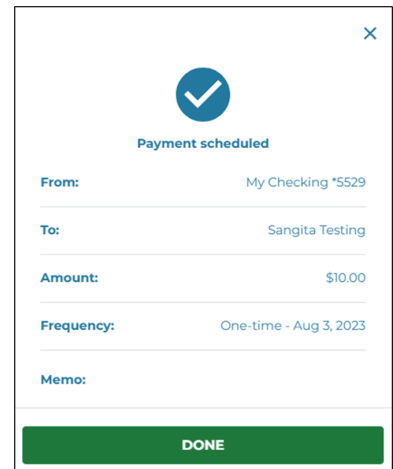 Payment scheduled
From: My Checking *5529
To: Sangita Testing
Amount: $10.00
Frequency: One-time - Aug 3, 2023
Memo:
DONE